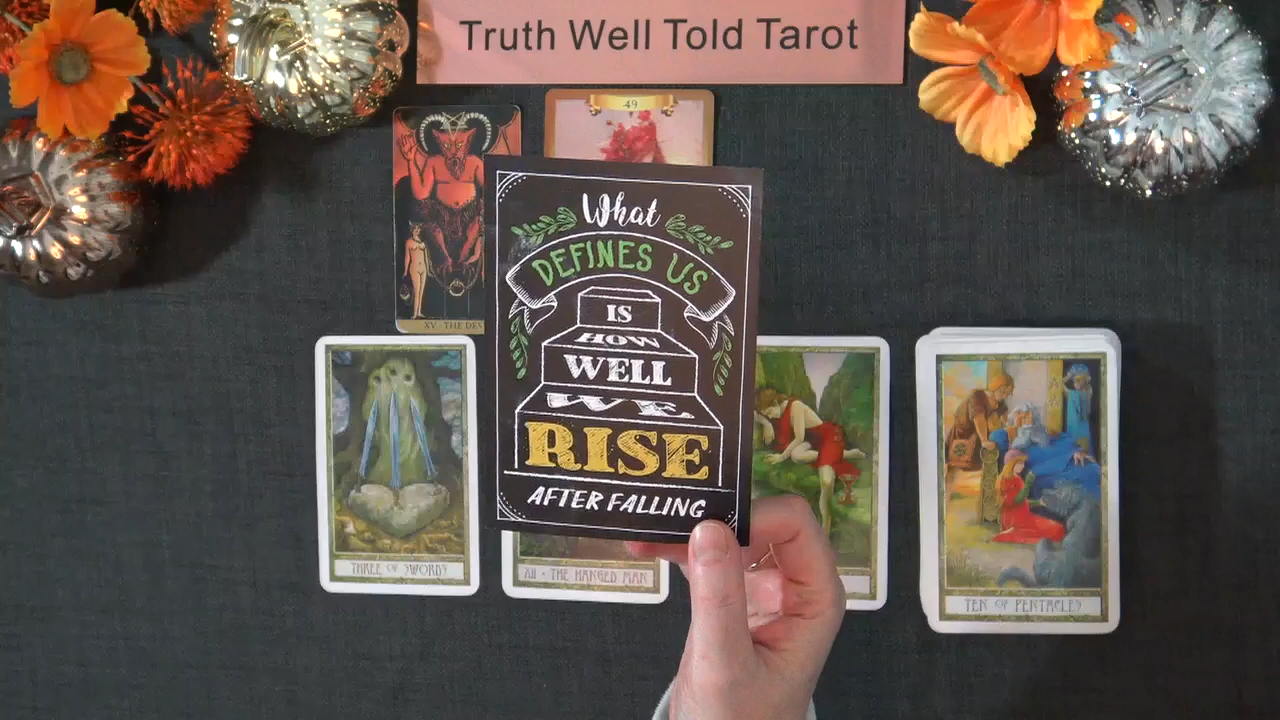 Truth Well Told Tarot
49
What
DEFINES US
IS
HOW
WELL
WE
RISE
AFTER FALLING
XV · THE DEV
THREE OF SWORDS
XII · THE HANGED MAN
TEN OF PENTACLES